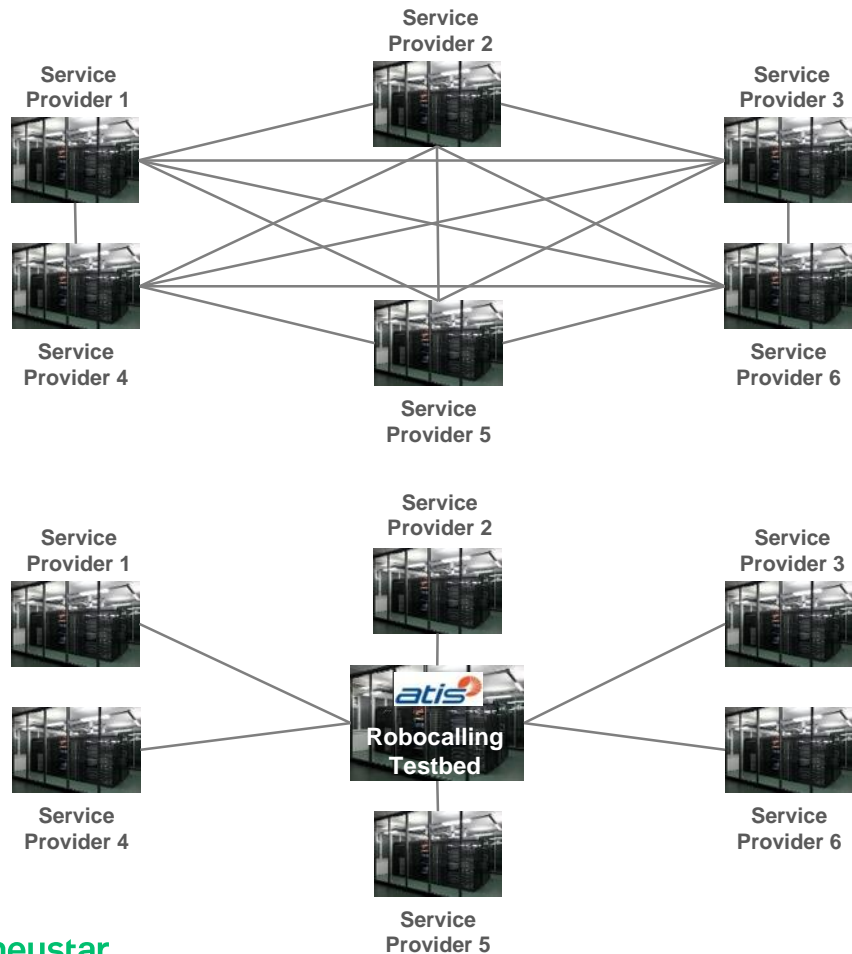 Service
Provider 2
Service
Provider 1
Service
Provider 3
Service
Provider 4
Service
Provider 6
Service
Provider 5
Service
Provider 2
Service
Provider 1
Service
Provider 3
atis
Robocalling
Testbed
Service
Provider 4
Service
Provider 6
Service
Provider 5
neustar